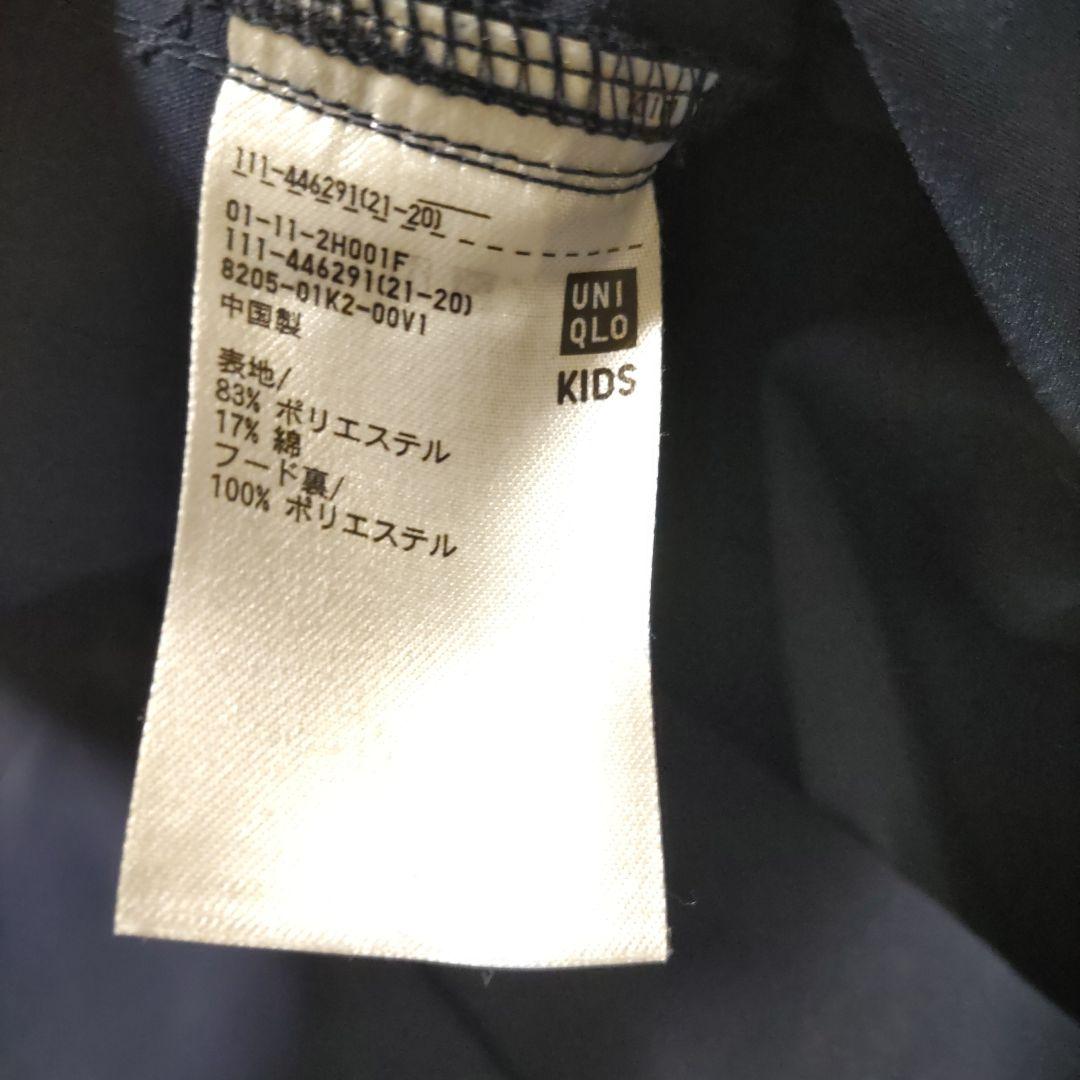 111-446291(21-20)
01-11-2H001F
111-446291(21-20)
8205-01K2-00V1
中国製
UNI
QLO
KIDS
表地/
83% ポリエステル
17% 綿
フード裏/
100% ポリエステル